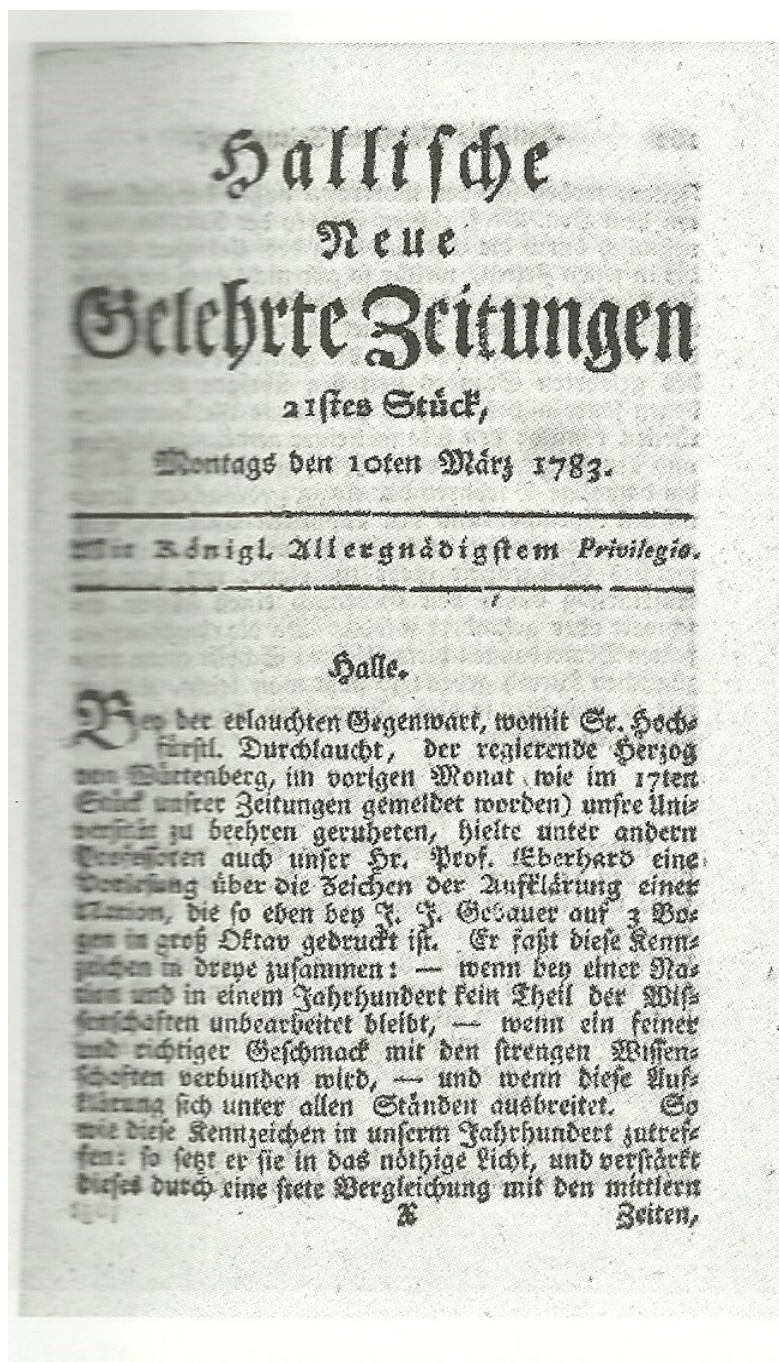 Hallische
Neue
Gelehrte Zeitungen
21stes Stück,
Montags den 10ten März 1783.
Mit Königl. Allergnädigstem Privilegio.
Halle.
Bey der erlauchten Gegenwart, womit Se. Hoch-
fürstl. Durchlaucht, der regierende Herzog
von Würtenberg, im vorigen Monat wie im 17ten
Stück unsrer Zeitungen gemeldet worden) unsre Uni-
versität zu beehren geruheten, hielte unter andern
Professoren auch unser Hr. Prof. Eberhard eine
Vorlesung über die Zeichen der Aufklärung einer
Nation, die so eben bey J. J. Gebauer auf 3 Bo-
gen in groß Oktav gedruckt ist. Er faßt diese Kenn-
zeichen in dreye zusammen: — wenn bey einer Na-
tion und in einem Jahrhundert kein Theil der Wis-
senschaften unbearbeitet bleibt, — wenn ein feiner
und richtiger Geschmack mit den strengen Wissen-
schaften verbunden wird, — und wenn diese Auf-
klärung sich unter allen Ständen ausbreitet. So
wie diese Kennzeichen in unserm Jahrhundert zutref-
fen: so setzt er sie in das nöthige Licht, und verstärkt
dieses durch eine stete Vergleichung mit den mittlern
X Zeiten,